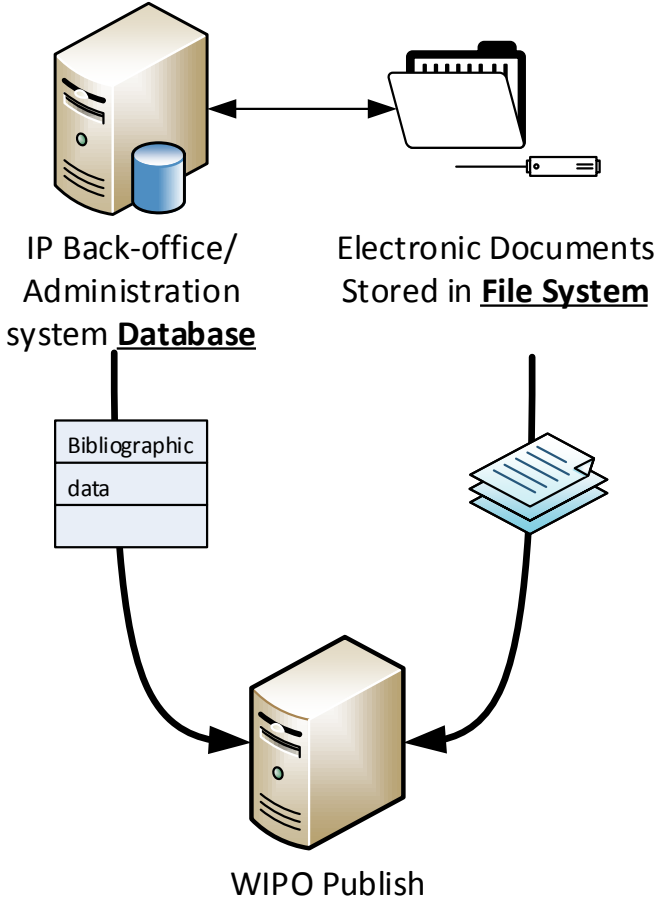 IP Back-office/
Administration
system Database
Electronic Documents
Stored in File System
Bibliographic
data
WIPO Publish